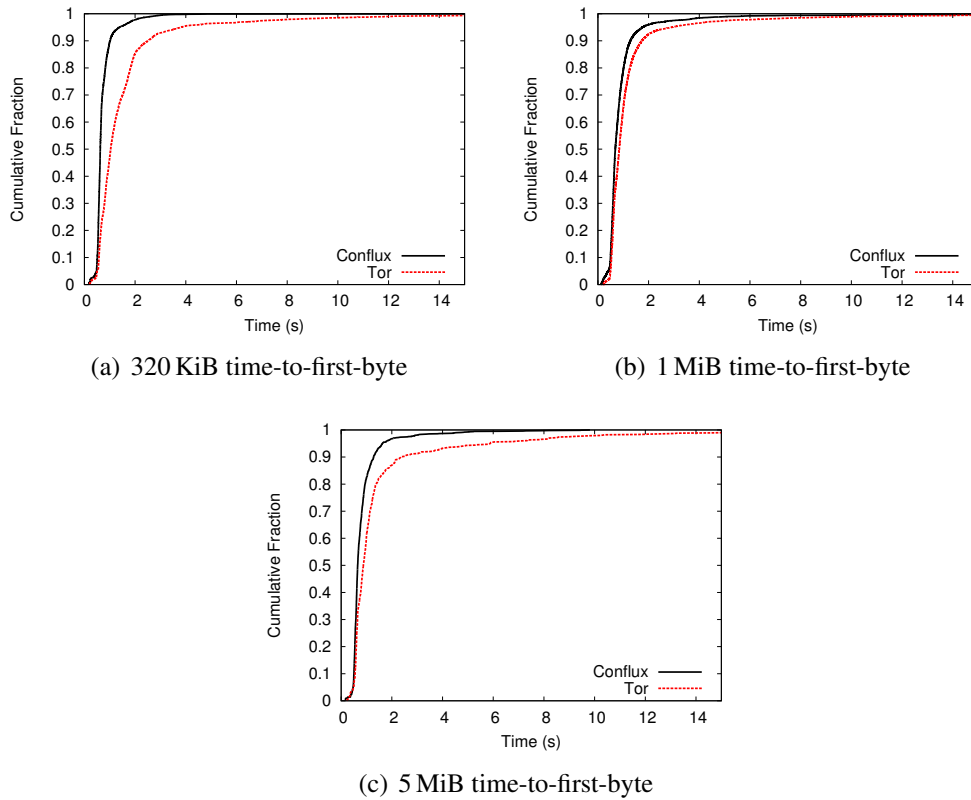 1
0.9
0.8
0.7
0.6
0.5
0.4
0.3
0.2
0.1
0
Cumulative Fraction
Conflux
Tor
0 2 4 6 8 10 12 14
Time (s)
(a) 320 KiB time-to-first-byte
1
0.9
0.8
0.7
0.6
0.5
0.4
0.3
0.2
0.1
0
Cumulative Fraction
Conflux
Tor
0 2 4 6 8 10 12 14
Time (s)
(b) 1 MiB time-to-first-byte
1
0.9
0.8
0.7
0.6
0.5
0.4
0.3
0.2
0.1
0
Cumulative Fraction
Conflux
Tor
0 2 4 6 8 10 12 14
Time (s)
(c) 5 MiB time-to-first-byte